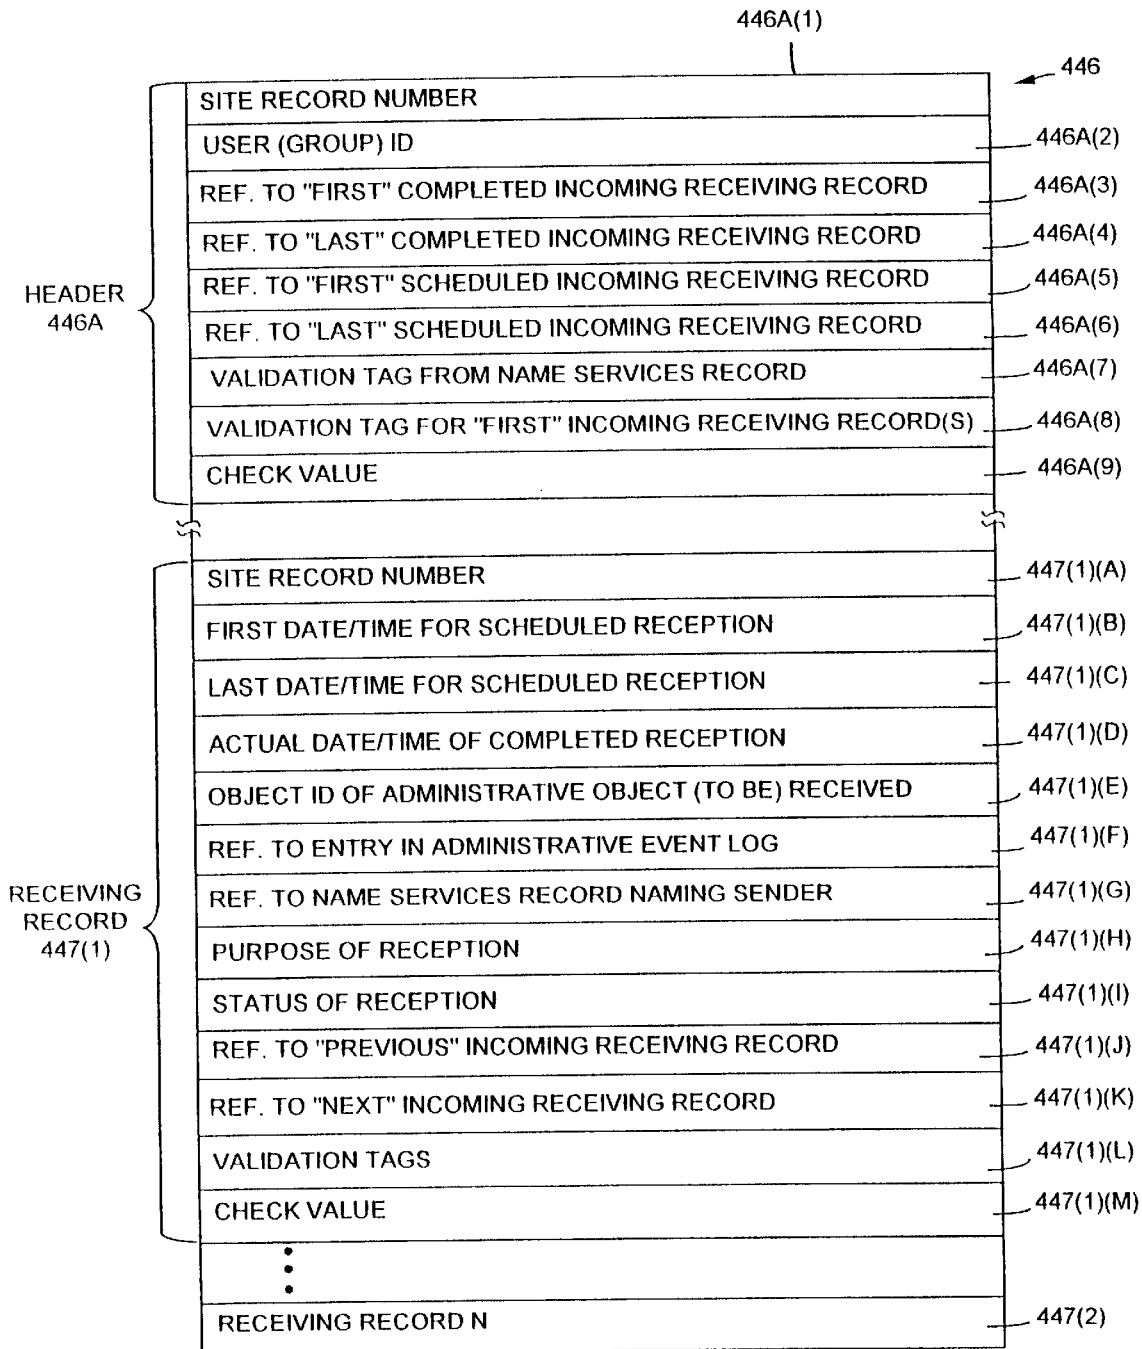 446A(1)
446
SITE RECORD NUMBER
USER (GROUP) ID
446A(2)
REF. TO "FIRST" COMPLETED INCOMING RECEIVING RECORD
446A(3)
REF. TO "LAST" COMPLETED INCOMING RECEIVING RECORD
446A(4)
REF. TO "FIRST" SCHEDULED INCOMING RECEIVING RECORD
446A(5)
HEADER
446A
REF. TO "LAST" SCHEDULED INCOMING RECEIVING RECORD
446A(6)
VALIDATION TAG FROM NAME SERVICES RECORD
446A(7)
VALIDATION TAG FOR "FIRST" INCOMING RECEIVING RECORD(S)
446A(8)
CHECK VALUE
446A(9)
SITE RECORD NUMBER
447(1)(A)
FIRST DATE/TIME FOR SCHEDULED RECEPTION
447(1)(B)
LAST DATE/TIME FOR SCHEDULED RECEPTION
447(1)(C)
ACTUAL DATE/TIME OF COMPLETED RECEPTION
447(1)(D)
OBJECT ID OF ADMINISTRATIVE OBJECT (TO BE) RECEIVED
447(1)(E)
REF. TO ENTRY IN ADMINISTRATIVE EVENT LOG
447(1)(F)
RECEIVING
RECORD
447(1)
REF. TO NAME SERVICES RECORD NAMING SENDER
447(1)(G)
PURPOSE OF RECEPTION
447(1)(H)
STATUS OF RECEPTION
447(1)(I)
REF. TO "PREVIOUS" INCOMING RECEIVING RECORD
447(1)(J)
REF. TO "NEXT" INCOMING RECEIVING RECORD
447(1)(K)
VALIDATION TAGS
447(1)(L)
CHECK VALUE
447(1)(M)
RECEIVING RECORD N
447(2)